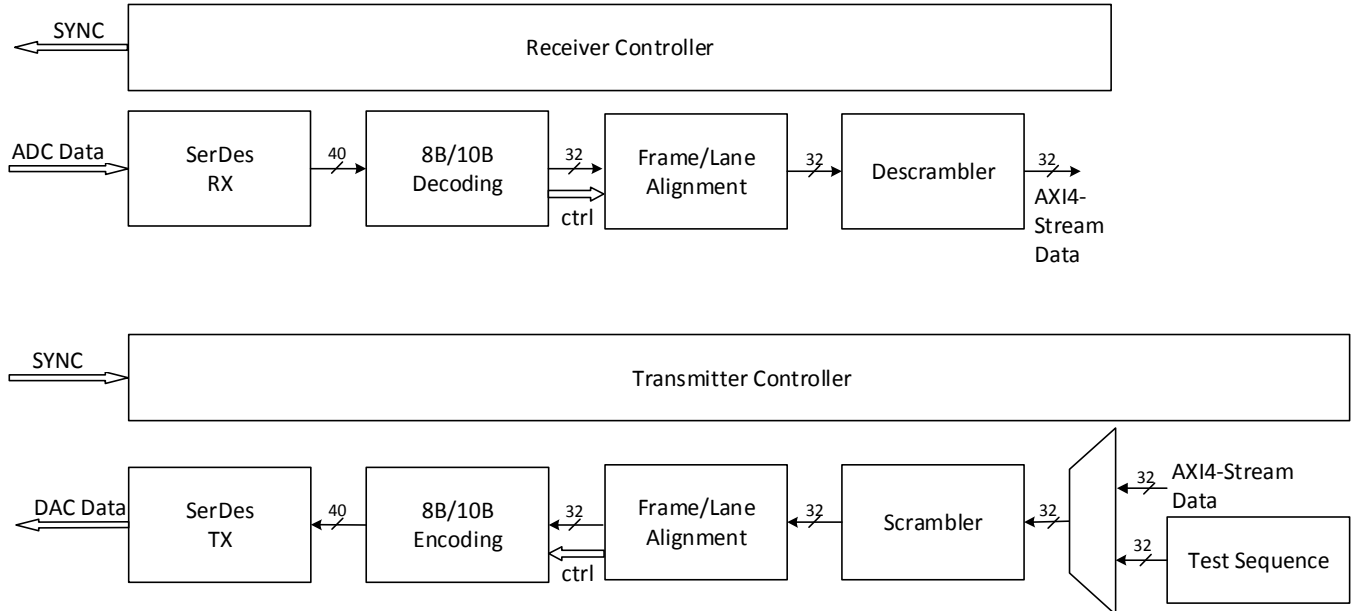 SYNC
Receiver Controller
ADC Data
SerDes
RX
40
8B/10B
Decoding
32
ctrl
Frame/Lane
Alignment
32
Descrambler
32
AXI4-
Stream
Data
SYNC
Transmitter Controller
DAC Data
SerDes
TX
40
8B/10B
Encoding
32
ctrl
Frame/Lane
Alignment
32
Scrambler
32
32
AXI4-Stream
Data
32
Test Sequence